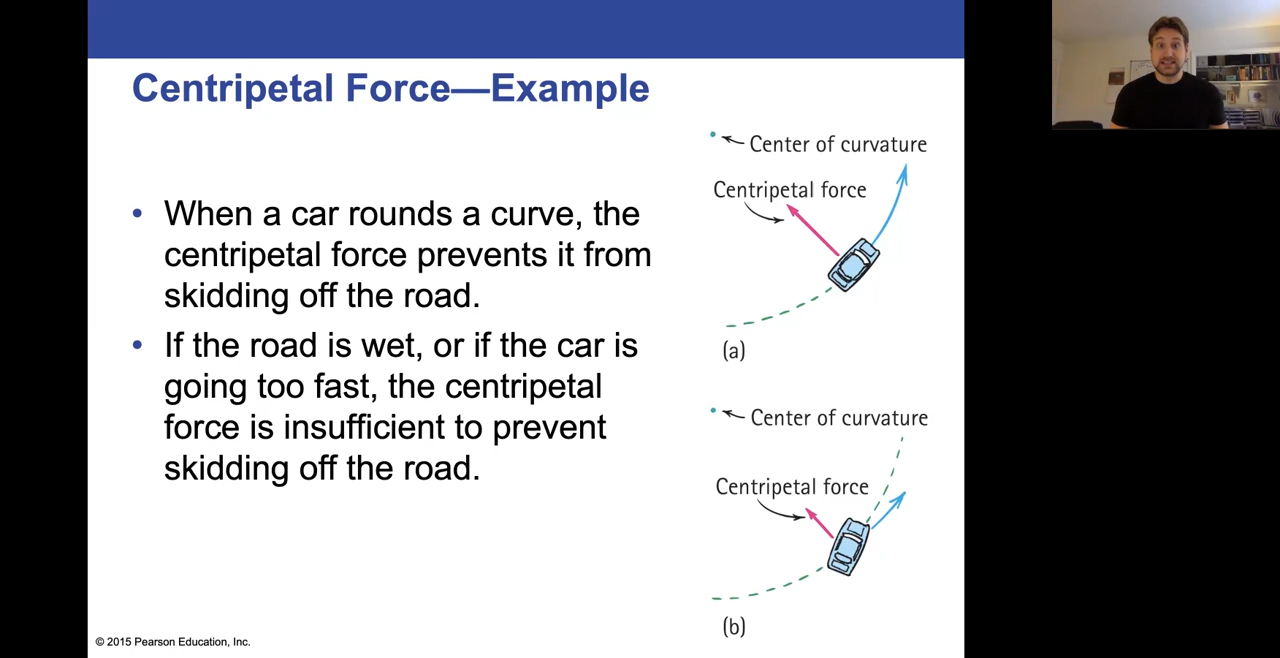 Centripetal Force—Example
• When a car rounds a curve, the
centripetal force prevents it from
skidding off the road.
• If the road is wet, or if the car is
going too fast, the centripetal
force is insufficient to prevent
skidding off the road.
Center of curvature
Centripetal force
(a)
Center of curvature
Centripetal force
(b)
© 2015 Pearson Education, Inc.